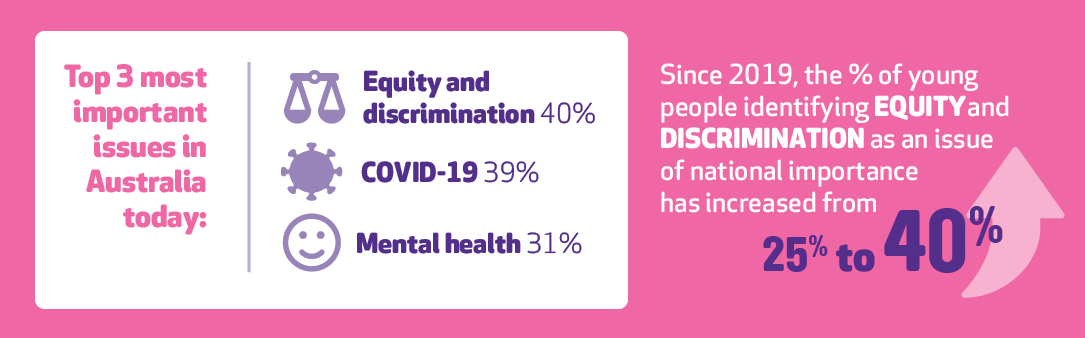 Top 3 most
important
issues in
Australia
today:
Equity and
discrimination 40%
COVID-19 39%
Mental health 31%
Since 2019, the % of young
people identifying EQUITY and
DISCRIMINATION as an issue
of national importance
has increased from
25% to 40%